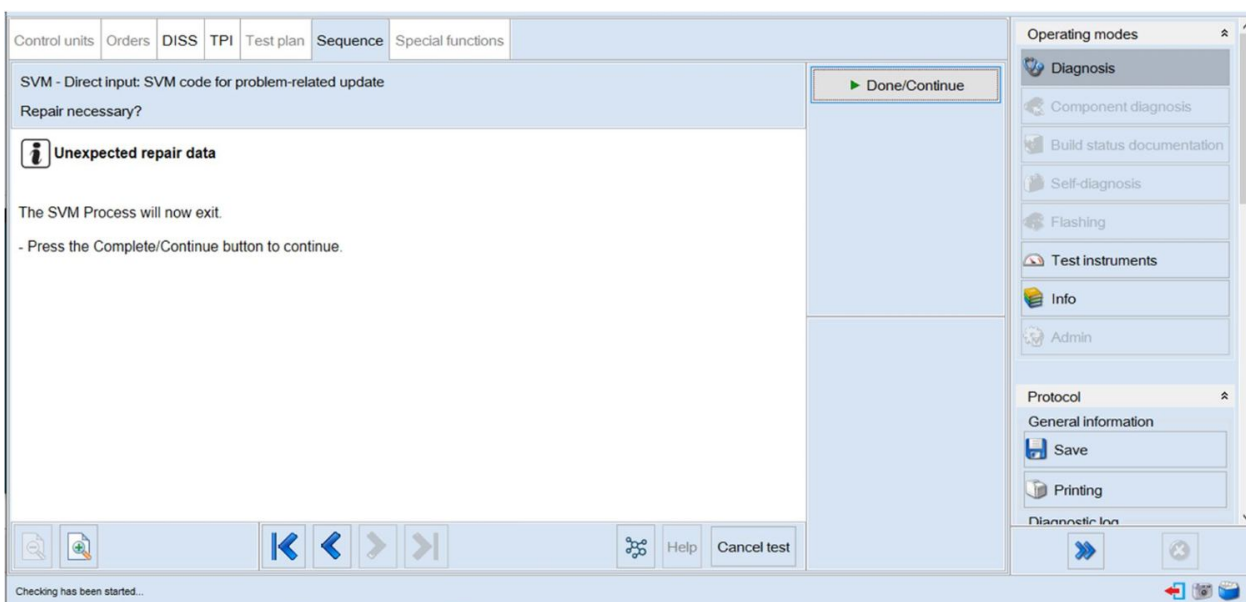 Control units Orders DISS TPI Test plan Sequence Special functions
SVM - Direct input: SVM code for problem-related update
Repair necessary?
Unexpected repair data
The SVM Process will now exit.
- Press the Complete/Continue button to continue.
Done/Continue
Operating modes
Diagnosis
Component diagnosis
Build status documentation
Self-diagnosis
Flashing
Test instruments
Info
Admin
Protocol
General information
Save
Printing
Diagnostic log
Help Cancel test
Checking has been started...